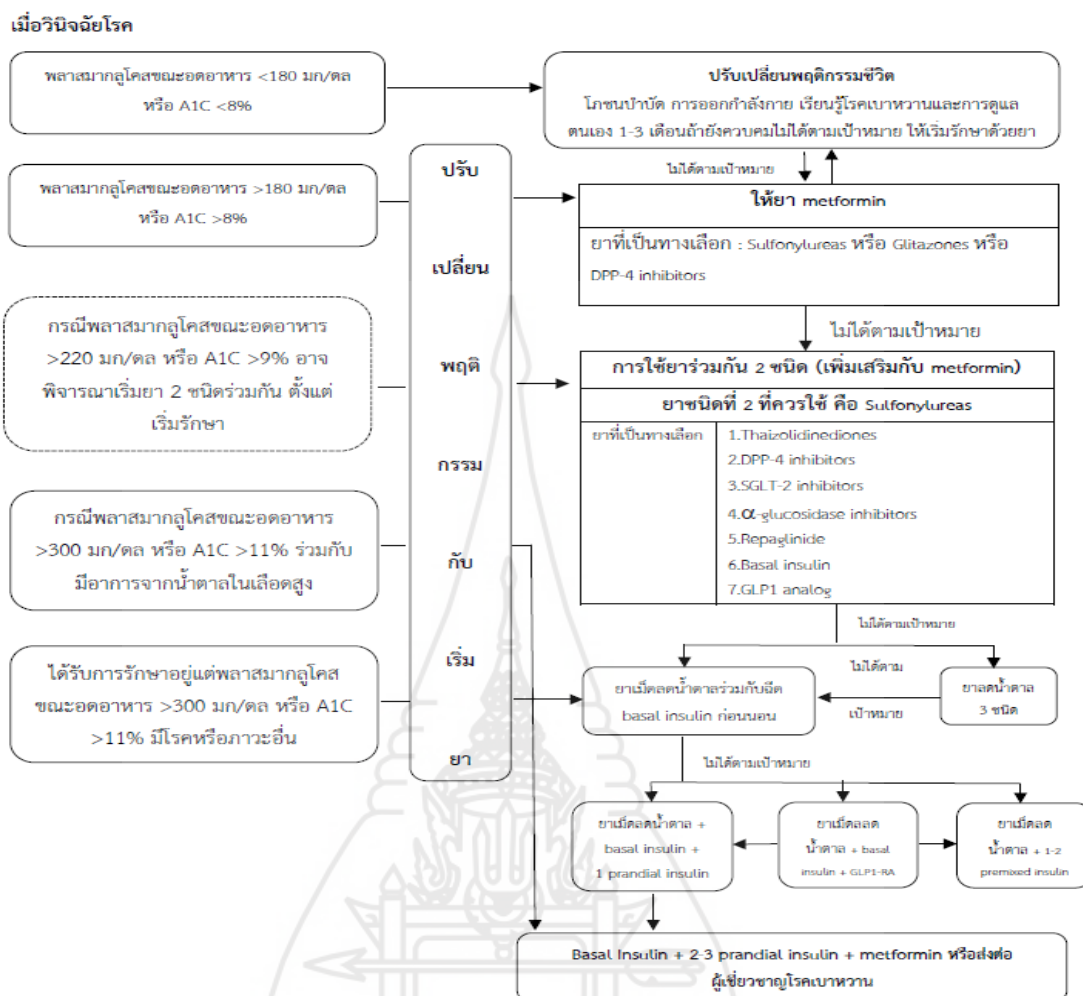 เมื่อวินิจฉัยโรค
พลาสมากลูโคสขณะอดอาหาร <180 มก/ดล
หรือ A1C <8%
ปรับเปลี่ยนพฤติกรรมชีวิต
โภชนบำบัด การออกกำลังกาย เรียนรู้โรคเบาหวานและการดูแล
ตนเอง 1-3 เดือนถ้ายังควบคมไม่ได้ตามเป้าหมาย ให้เริ่มรักษาด้วยยา
ไม่ได้ตามเป้าหมาย
พลาสมากลูโคสขณะอดอาหาร >180 มก/ดล
หรือ A1C >8%
ปรับ
เปลี่ยน
พฤติ
กรรม
กับ
เริ่ม
ยา
ให้ยา metformin
ยาที่เป็นทางเลือก : Sulfonylureas หรือ Glitazones หรือ
DPP-4 inhibitors
ไม่ได้ตามเป้าหมาย
กรณีพลาสมากลูโคสขณะอดอาหาร
>220 มก/ดล หรือ A1C >9% อาจ
พิจารณาเริ่มยา 2 ชนิดร่วมกัน ตั้งแต่
เริ่มรักษา
การใช้ยาร่วมกัน 2 ชนิด (เพิ่มเสริมกับ metformin)
ยาชนิดที่ 2 ที่ควรใช้ คือ Sulfonylureas
ยาที่เป็นทางเลือก
1.Thaizolidinediones
2.DPP-4 inhibitors
3.SGLT-2 inhibitors
4.α-glucosidase inhibitors
5.Repaglinide
6.Basal insulin
7.GLP1 analog
กรณีพลาสมากลูโคสขณะอดอาหาร
>300 มก/ดล หรือ A1C >11% ร่วมกับ
มีอาการจากน้ำตาลในเลือดสูง
ไม่ได้ตามเป้าหมาย
ได้รับการรักษาอยู่แต่พลาสมากลูโคส
ขณะอดอาหาร >300 มก/ดล หรือ A1C
>11% มีโรคหรือภาวะอื่น
ยาเม็ดลดน้ำตาลร่วมกับฉีด
basal insulin ก่อนนอน
ไม่ได้ตาม
เป้าหมาย
ยาลดน้ำตาล
3 ชนิด
ไม่ได้ตามเป้าหมาย
ยาเม็ดลดน้ำตาล +
basal insulin +
1 prandial insulin
ยาเม็ดลลด
น้ำตาล + basal
insulin + GLP1-RA
ยาเม็ดลด
น้ำตาล + 1-2
premixed insulin
Basal Insulin + 2-3 prandial insulin + metformin หรือส่งต่อ
ผู้เชี่ยวชาญโรคเบาหวาน